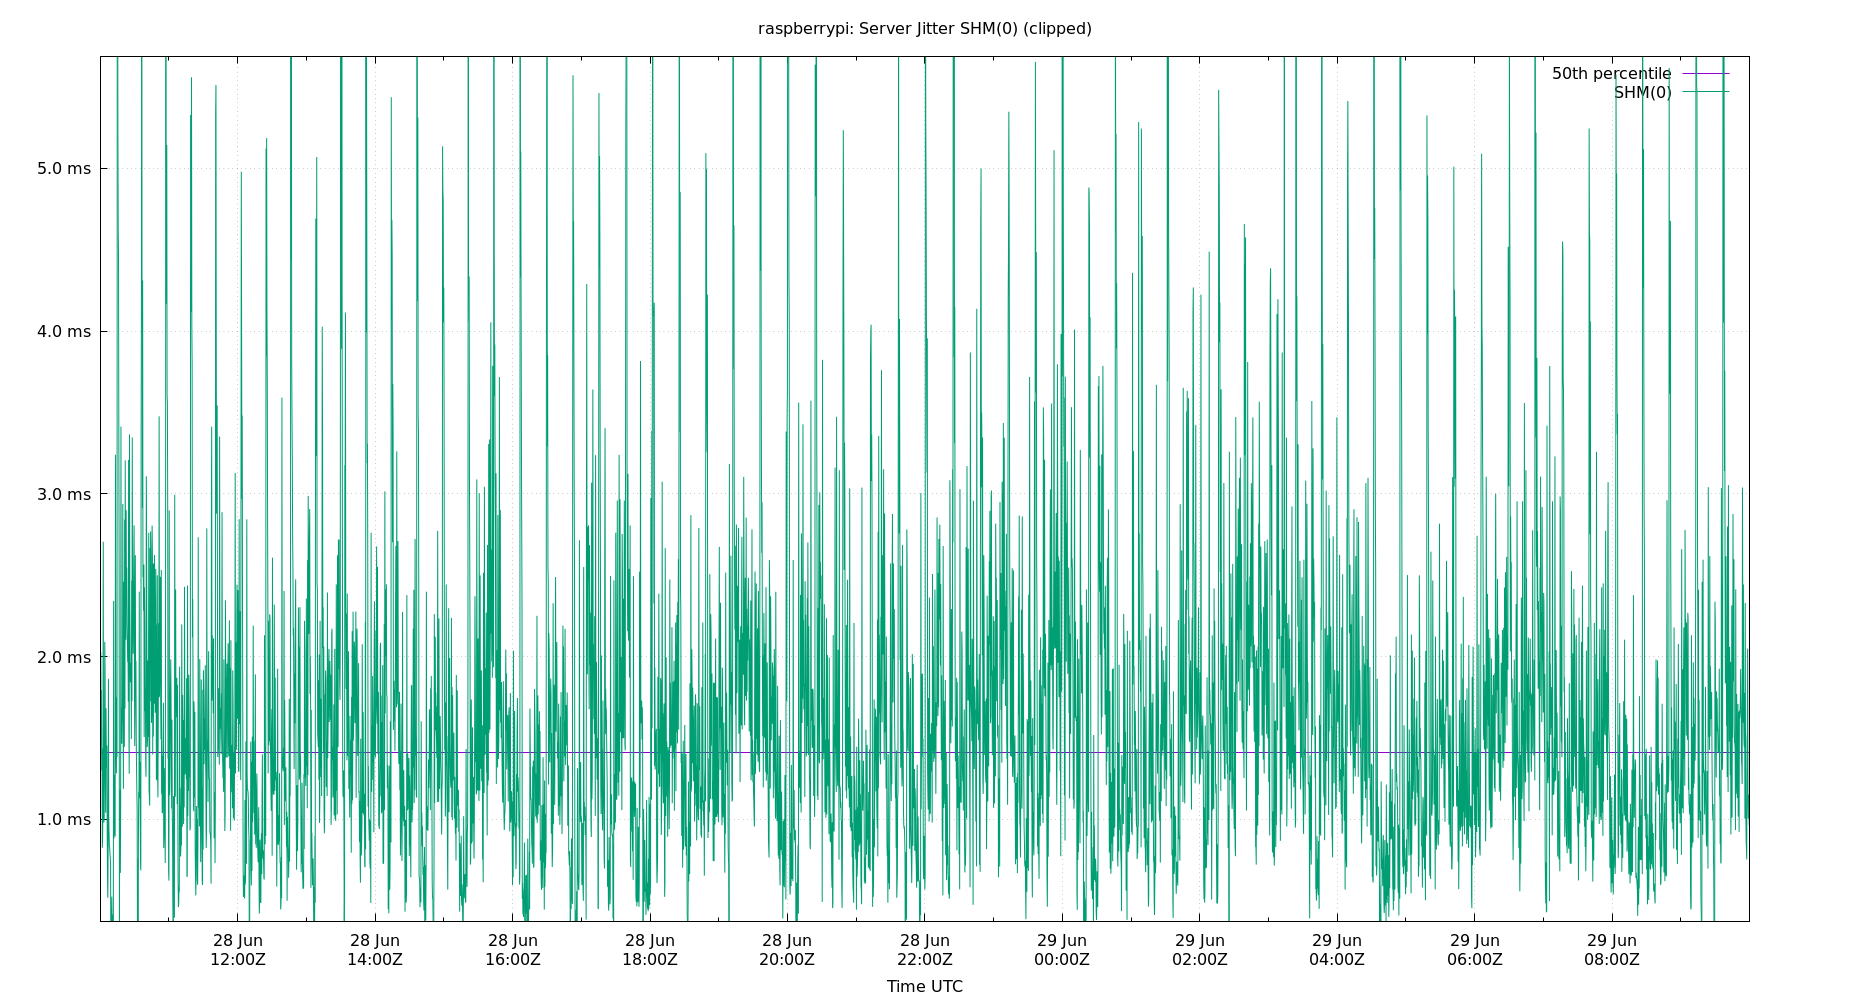 raspberrypi: Server Jitter SHM(0) (clipped)
50th percentile
SHM(0)
5.0 ms
4.0 ms
3.0 ms
2.0 ms
1.0 ms
28 Jun 28 Jun 28 Jun 28 Jun 28 Jun 28 Jun 29 Jun 29 Jun 29 Jun 29 Jun 29 Jun
12:00Z 14:00Z 16:00Z 18:00Z 20:00Z 22:00Z 00:00Z 02:00Z 04:00Z 06:00Z 08:00Z
Time UTC